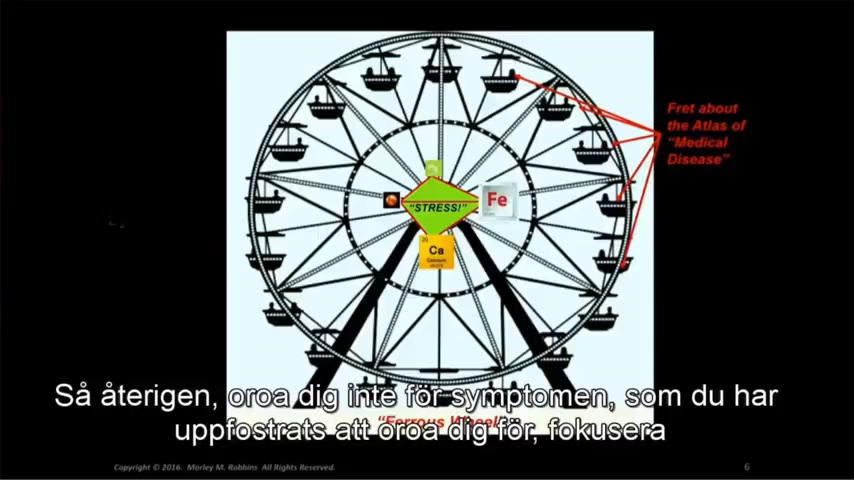 Fret about
the Atlas of
“Medical
Disease”
“STRESS!”
Fe
20
Ca
Calcium
Så återigen, oroa dig inte för symptomen, som du har
“Ferrous Wheel”
uppfostrats att oroa dig för, fokusera
Copyright © 2016. Morley M. Robbins All Rights Reserved.
6